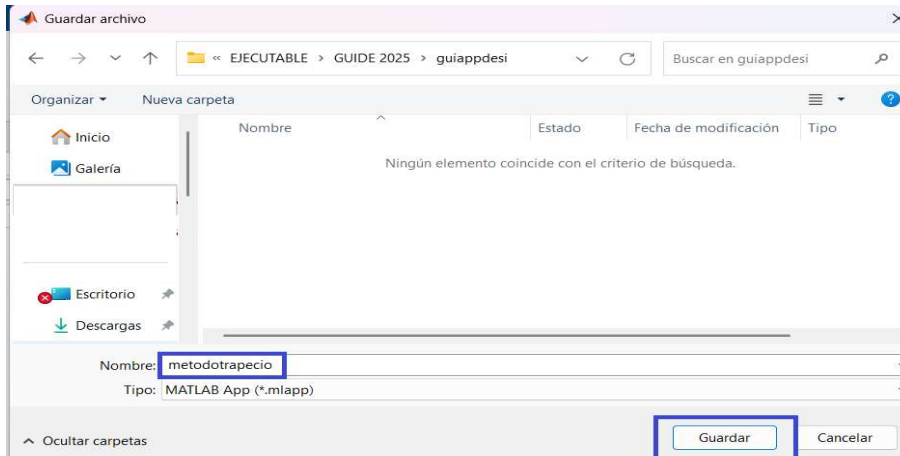 Guardar archivo
« EJECUTABLE > GUIDE 2025 > guiappdesi
Buscar en guiappdesi
Organizar
Nueva carpeta
Nombre
Estado
Fecha de modificación
Tipo
Ningún elemento coincide con el criterio de búsqueda.
Inicio
Galería
Escritorio
Descargas
Nombre: metodotrapecio
Tipo: MATLAB App (*.mlapp)
Ocultar carpetas
Guardar
Cancelar